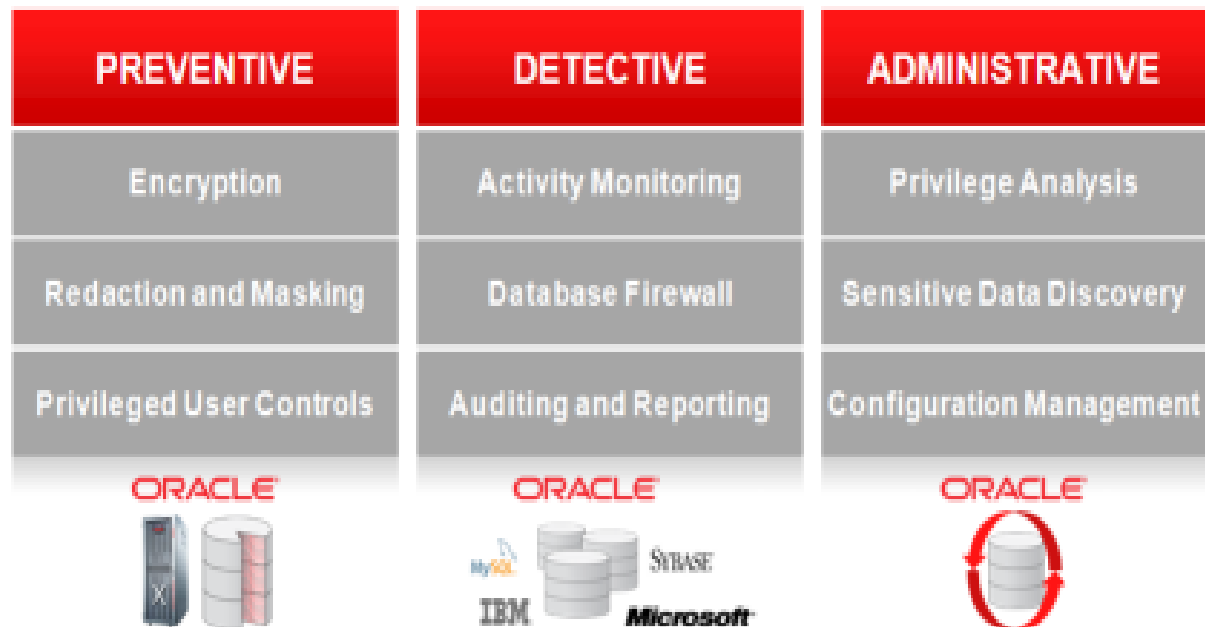 PREVENTIVE
DETECTIVE
ADMINISTRATIVE
Encryption
Activity Monitoring
Privilege Analysis
Redaction and Masking
Database Firewall
Sensitive Data Discovery
Privileged User Controls
Auditing and Reporting
Configuration Management
ORACLE
ORACLE
ORACLE
X
MySQL
SYBASE
IBM
Microsoft